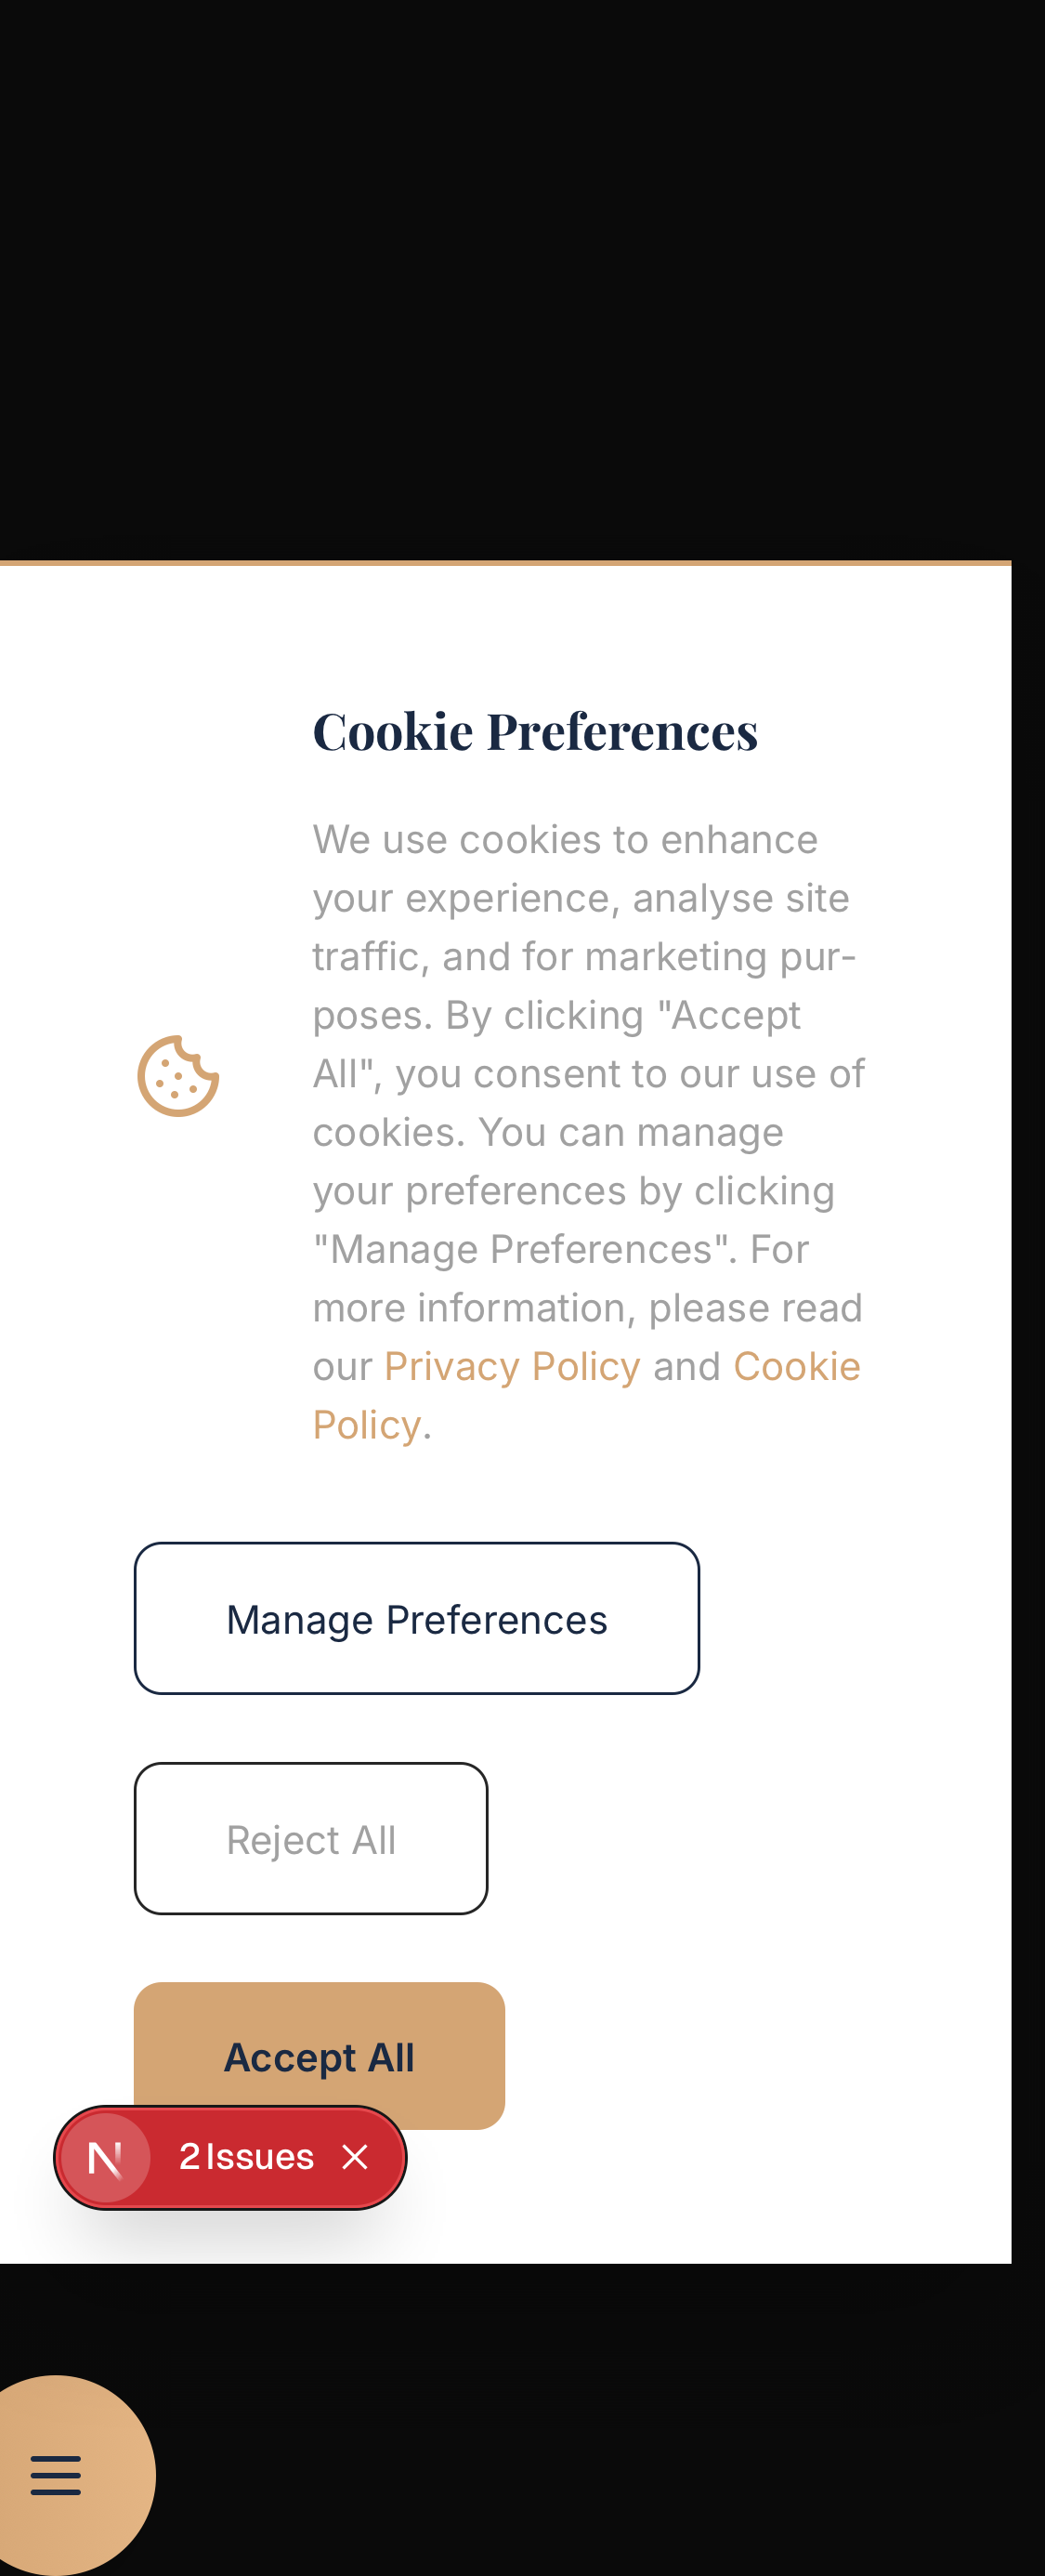 Cookie Preferences
We use cookies to enhance
your experience, analyse site
traffic, and for marketing pur-
poses. By clicking "Accept
All", you consent to our use of
cookies. You can manage
your preferences by clicking
"Manage Preferences". For
more information, please read
our Privacy Policy and Cookie
Policy.
Manage Preferences
Reject All
Accept All
N 2 Issues